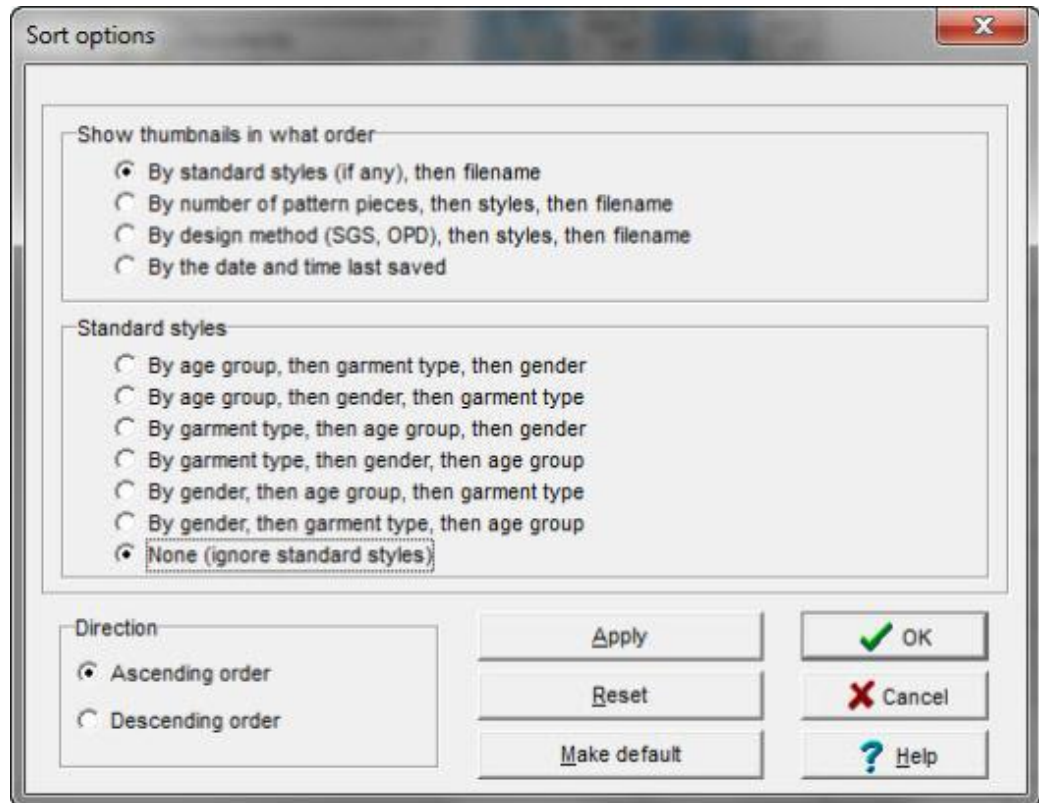 Sort options
Show thumbnails in what order
By standard styles (if any), then filename
By number of pattern pieces, then styles, then filename
By design method (SGS, OPD), then styles, then filename
By the date and time last saved
Standard styles
By age group, then garment type, then gender
By age group, then gender, then garment type
By garment type, then age group, then gender
By garment type, then gender, then age group
By gender, then age group, then garment type
By gender, then garment type, then age group
None (ignore standard styles)
Direction
Ascending order
Descending order
Apply
OK
Reset
Cancel
Make default
Help